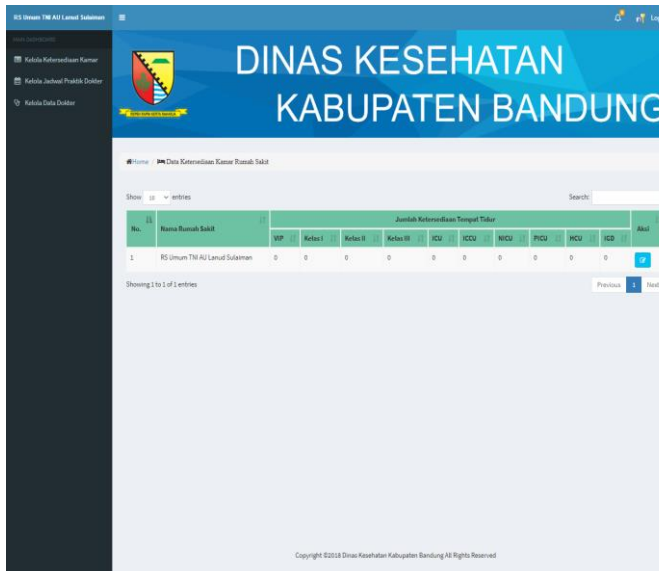 RS Umum TNI AU Lanud Sulaiman
Kelola Ketersediaan Kamar
Kelola Jadwal Praktik Dokter
Kelola Data Dokter
DINAS KESEHATAN
KABUPATEN BANDUNG
Home / Data Ketersediaan Kamar Rumah Sakit
Show 10 entries
Search:
No. Nama Rumah Sakit Jumlah Ketersediaan Tempat Tidur Aksi
VIP Kelas I Kelas II Kelas III ICU ICCU NICU PICU HCU IGD
1 RS Umum TNI AU Lanud Sulaiman 0 0 0 0 0 0 0 0 0 0
Showing 1 to 1 of 1 entries
Previous 1 Next
Copyright ©2018 Dinas Kesehatan Kabupaten Bandung All Rights Reserved